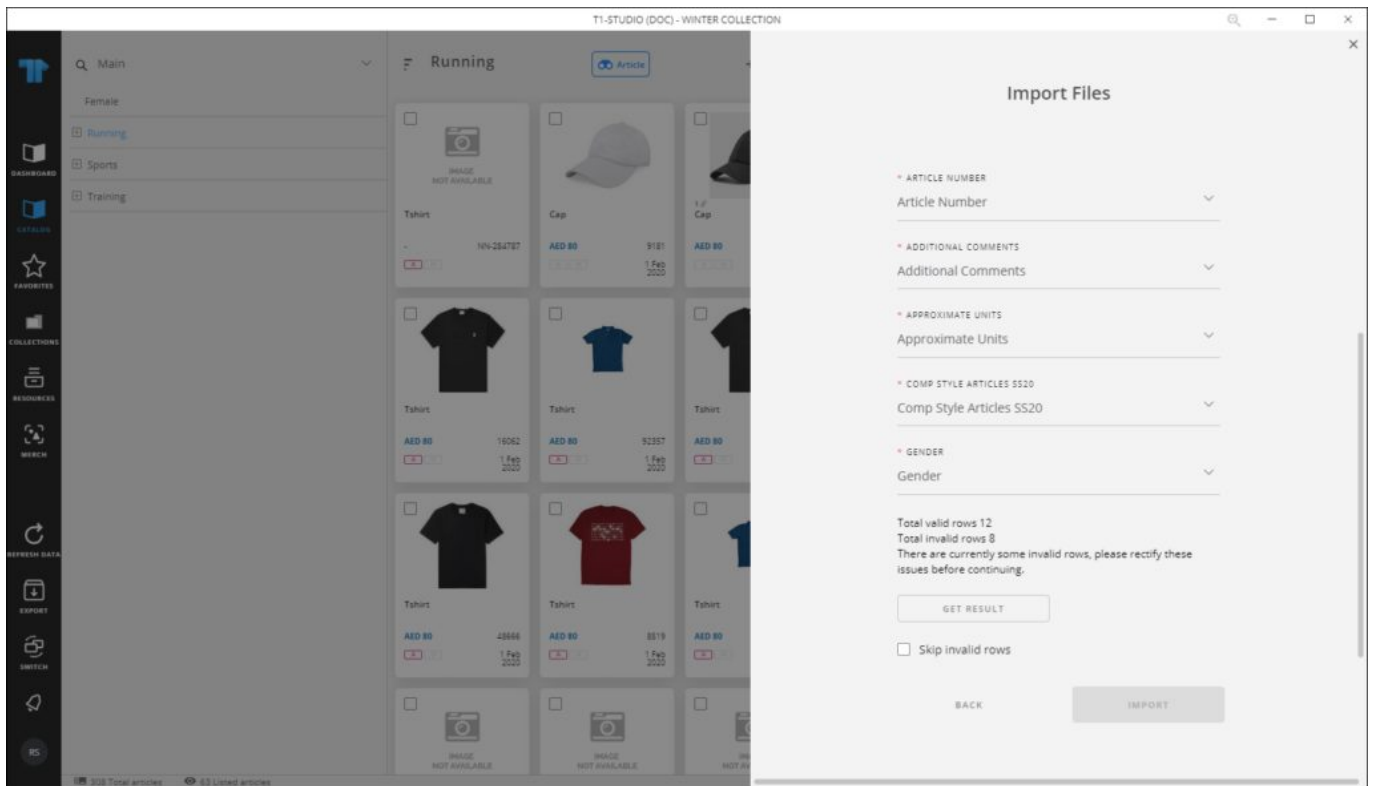 T1-STUDIO (DOC) - WINTER COLLECTION
Main
Female
Running
Sports
Training
DASHBOARD
CATALOG
FAVORITES
COLLECTIONS
RESOURCES
MERCH
REFRESH DATA
EXPORT
SWITCH
RS
Running
Article
IMAGE
NOT AVAILABLE
Tshirt
-
NN-284787
Cap
AED 80
9181
1 Feb
2020
Cap
AED 80
Tshirt
AED 80
16062
1 Feb
2020
Tshirt
AED 80
92357
1 Feb
2020
Tshirt
AED 80
Tshirt
AED 80
48666
1 Feb
2020
Tshirt
AED 80
8519
1 Feb
2020
Tshirt
AED 80
IMAGE
NOT AVAILABLE
IMAGE
NOT AVAILABLE
308 Total articles
63 Listed articles
Import Files
* ARTICLE NUMBER
Article Number
* ADDITIONAL COMMENTS
Additional Comments
* APPROXIMATE UNITS
Approximate Units
* COMP STYLE ARTICLES SS20
Comp Style Articles SS20
* GENDER
Gender
Total valid rows 12
Total invalid rows 8
There are currently some invalid rows, please rectify these
issues before continuing.
GET RESULT
Skip invalid rows
BACK
IMPORT